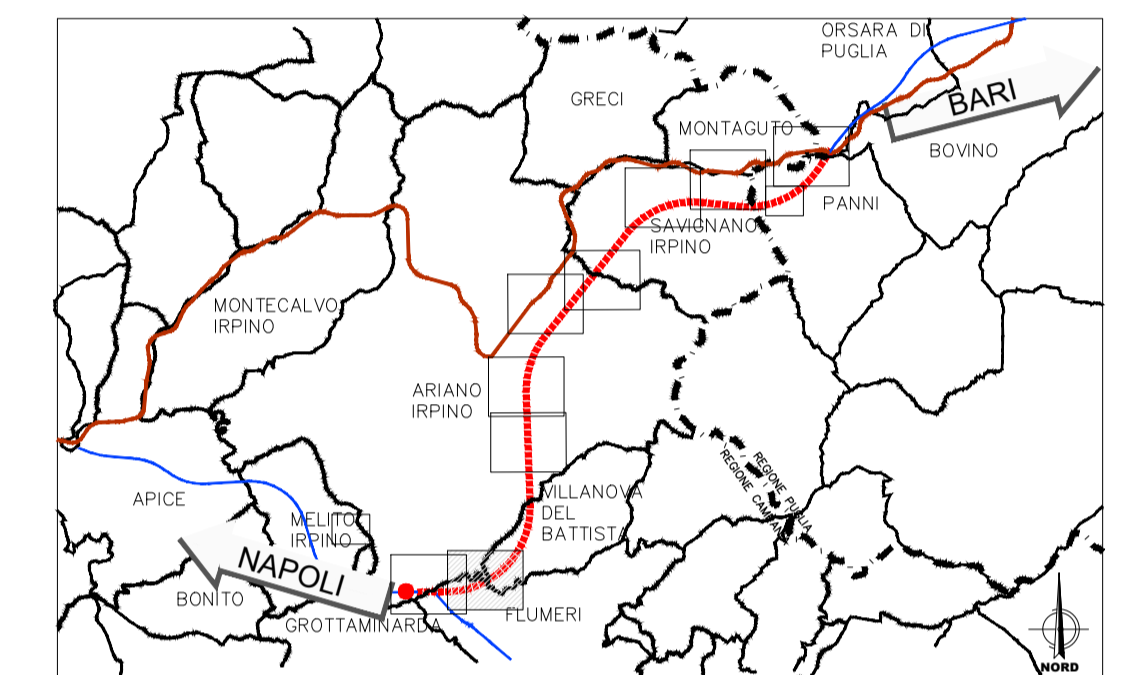 ORSARA DI
PUGLIA
GRECI
BARI
MONTAGUTO
BOVINO
PANNI
SAVIGNANO
IRPINO
MONTECALVO
IRPINO
ARIANO
IRPINO
REGIONE PUGLIA
REGIONE CAMPANIA
APICE
VILLANOVA
DEL
BATTISTA
MELITO
IRPINO
NAPOLI
BONITO
FLUMERI
GROTTAMINARDA
NORD